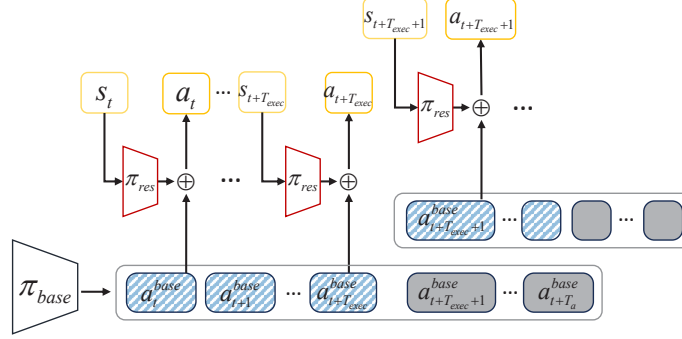 s_{t+T_{exec}+1} a_{t+T_{exec}+1}
s_t a_t ... s_{t+T_{exec}} a_{t+T_{exec}}
π_{res} ⊕ ...
π_{res} ⊕ ... π_{res} ⊕
a^{base}_{t+T_{exec}+1} ... ...
π_{base} a^{base}_t a^{base}_{t+1} ... a^{base}_{t+T_{exec}} a^{base}_{t+T_{exec}+1} ... a^{base}_{t+T_a}